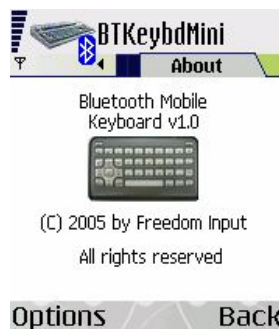 BTKeybdMini
About
Bluetooth Mobile
Keyboard v1.0
(C) 2005 by Freedom Input
All rights reserved
Options Back